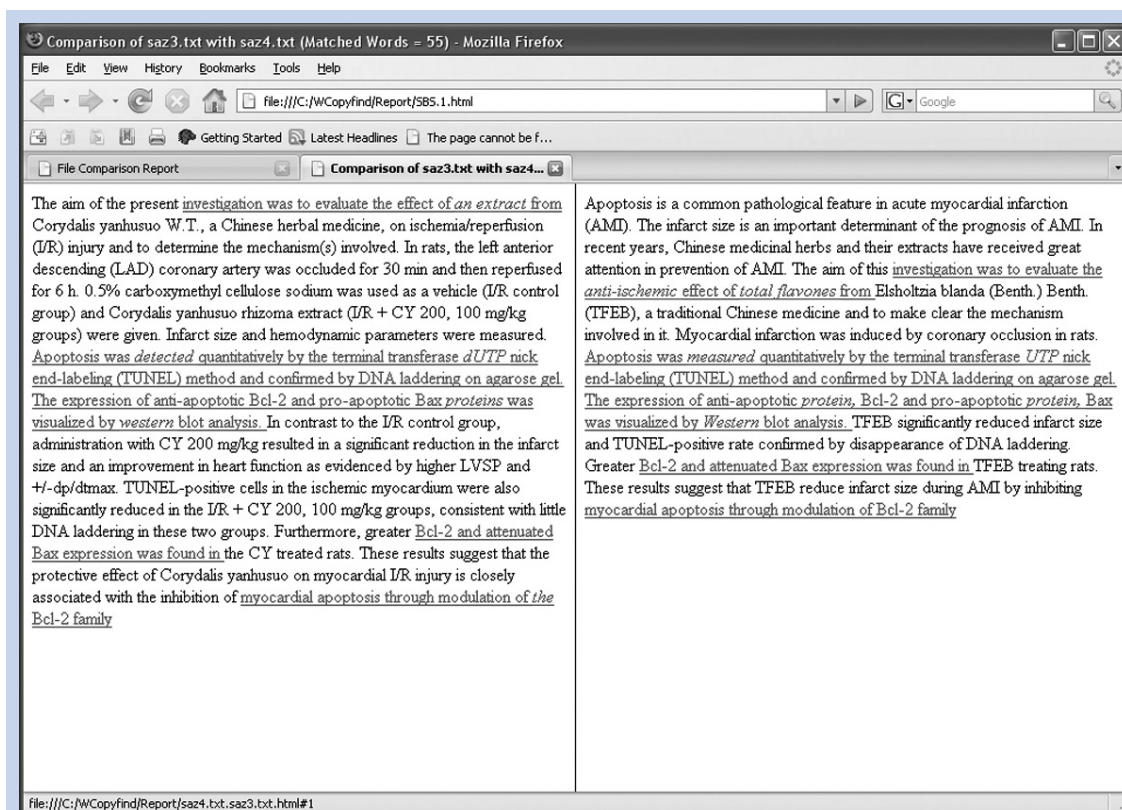 Comparison of saz3.txt with saz4.txt (Matched Words = 55) - Mozilla Firefox
File Edit View History Bookmarks Tools Help
file:///C:/WCopyfind/Report/SBS.1.html
G Google
Getting Started Latest Headlines The page cannot be f...
File Comparison Report
Comparison of saz3.txt with saz4...
The aim of the present investigation was to evaluate the effect of an extract from
Corydalis yanhusuo W.T., a Chinese herbal medicine, on ischemia/reperfusion
(I/R) injury and to determine the mechanism(s) involved. In rats, the left anterior
descending (LAD) coronary artery was occluded for 30 min and then reperfused
for 6 h. 0.5% carboxymethyl cellulose sodium was used as a vehicle (I/R control
group) and Corydalis yanhusuo rhizoma extract (I/R + CY 200, 100 mg/kg
groups) were given. Infarct size and hemodynamic parameters were measured.
Apoptosis was detected quantitatively by the terminal transferase dUTP nick
end-labeling (TUNEL) method and confirmed by DNA laddering on agarose gel.
The expression of anti-apoptotic Bcl-2 and pro-apoptotic Bax proteins was
visualized by western blot analysis. In contrast to the I/R control group,
administration with CY 200 mg/kg resulted in a significant reduction in the infarct
size and an improvement in heart function as evidenced by higher LVSP and
+/-dp/dtmax. TUNEL-positive cells in the ischemic myocardium were also
significantly reduced in the I/R + CY 200, 100 mg/kg groups, consistent with little
DNA laddering in these two groups. Furthermore, greater Bcl-2 and attenuated
Bax expression was found in the CY treated rats. These results suggest that the
protective effect of Corydalis yanhusuo on myocardial I/R injury is closely
associated with the inhibition of myocardial apoptosis through modulation of the
Bcl-2 family
Apoptosis is a common pathological feature in acute myocardial infarction
(AMI). The infarct size is an important determinant of the prognosis of AMI. In
recent years, Chinese medicinal herbs and their extracts have received great
attention in prevention of AMI. The aim of this investigation was to evaluate the
anti-ischemic effect of total flavones from Elsholtzia blanda (Benth.) Benth.
(TFEB), a traditional Chinese medicine and to make clear the mechanism
involved in it. Myocardial infarction was induced by coronary occlusion in rats.
Apoptosis was measured quantitatively by the terminal transferase UTP nick
end-labeling (TUNEL) method and confirmed by DNA laddering on agarose gel.
The expression of anti-apoptotic protein, Bcl-2 and pro-apoptotic protein, Bax
was visualized by Western blot analysis. TFEB significantly reduced infarct size
and TUNEL-positive rate confirmed by disappearance of DNA laddering.
Greater Bcl-2 and attenuated Bax expression was found in TFEB treating rats.
These results suggest that TFEB reduce infarct size during AMI by inhibiting
myocardial apoptosis through modulation of Bcl-2 family
file:///C:/WCopyfind/Report/saz4.txt.saz3.txt.html#1